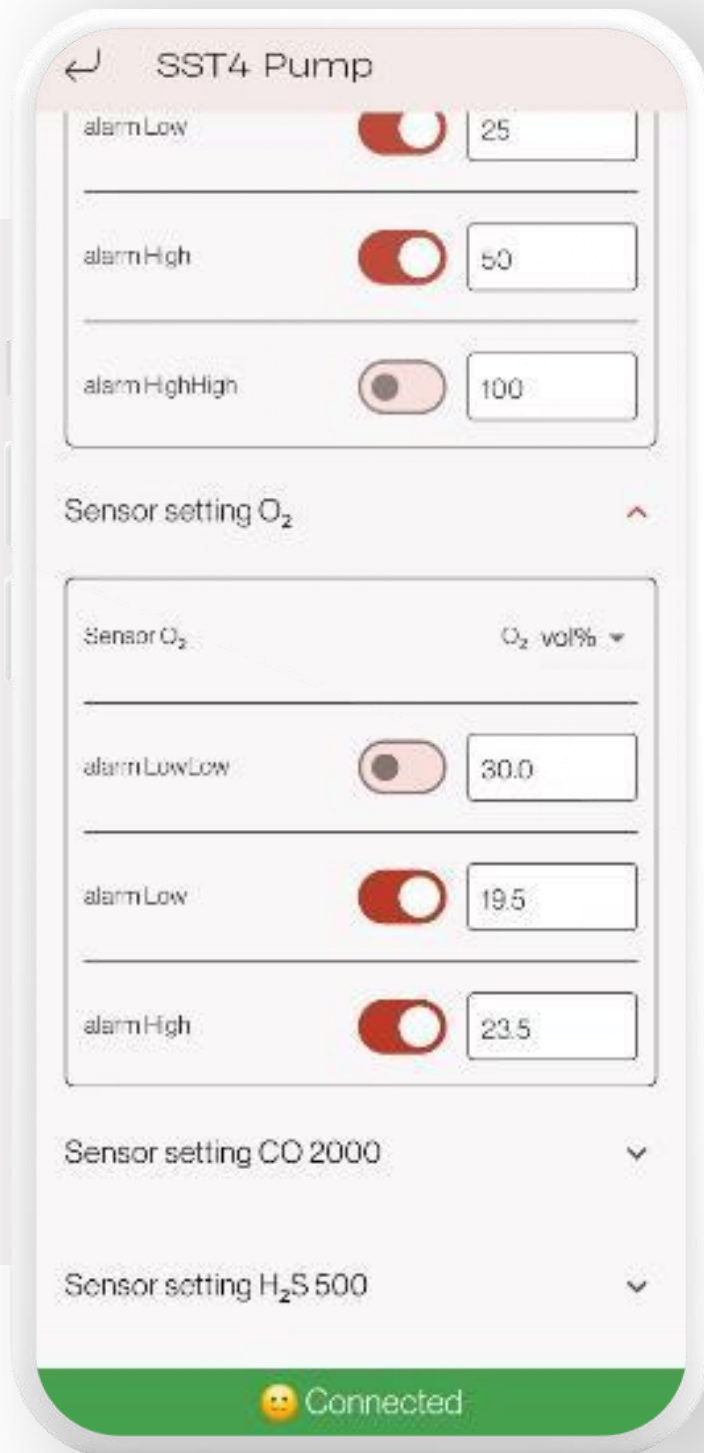 SST4 Pump
alarm Low 25
alarm High 50
alarm HighHigh 100
Sensor setting O₂
Sensor O₂ O₂ vol%
alarm LowLow 30.0
alarm Low 19.5
alarm High 23.5
Sensor setting CO 2000
Sensor setting H₂S 500
Connected